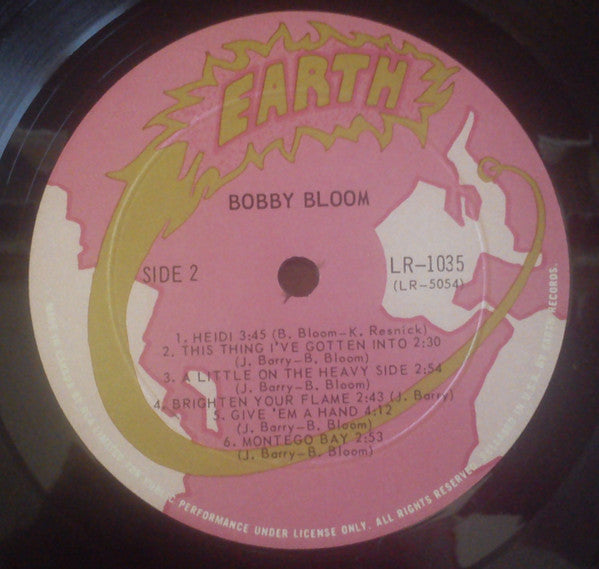 EARTH
BOBBY BLOOM
SIDE 2
LR-1035
(LR-5054)
1. HEIDI 3:45 (B. Bloom-K. Resnick)
2. THIS THING I'VE GOTTEN INTO 2:30
(J. Barry-B. Bloom)
3. A LITTLE ON THE HEAVY SIDE 2:54
(J. Barry-B. Bloom)
4. BRIGHTEN YOUR FLAME 2:43 (J. Barry)
5. GIVE 'EM A HAND 4:12
(J. Barry-B. Bloom)
6. MONTEGO BAY 2:53
(J. Barry-B. Bloom)
PUBLIC PERFORMANCE UNDER LICENSE ONLY. ALL RIGHTS RESERVED. RECORDS.